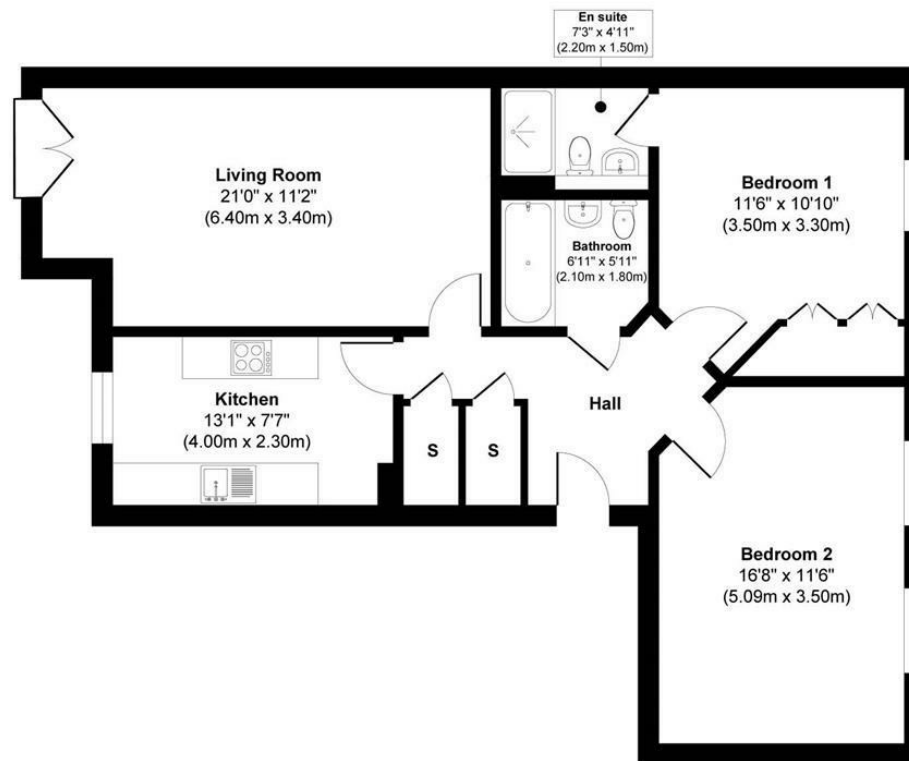 En suite
7'3" x 4'11"
(2.20m x 1.50m)
Living Room
21'0" x 11'2"
(6.40m x 3.40m)
Bedroom 1
11'6" x 10'10"
(3.50m x 3.30m)
Bathroom
6'11" x 5'11"
(2.10m x 1.80m)
Kitchen
13'1" x 7'7"
(4.00m x 2.30m)
Hall
S
S
Bedroom 2
16'8" x 11'6"
(5.09m x 3.50m)